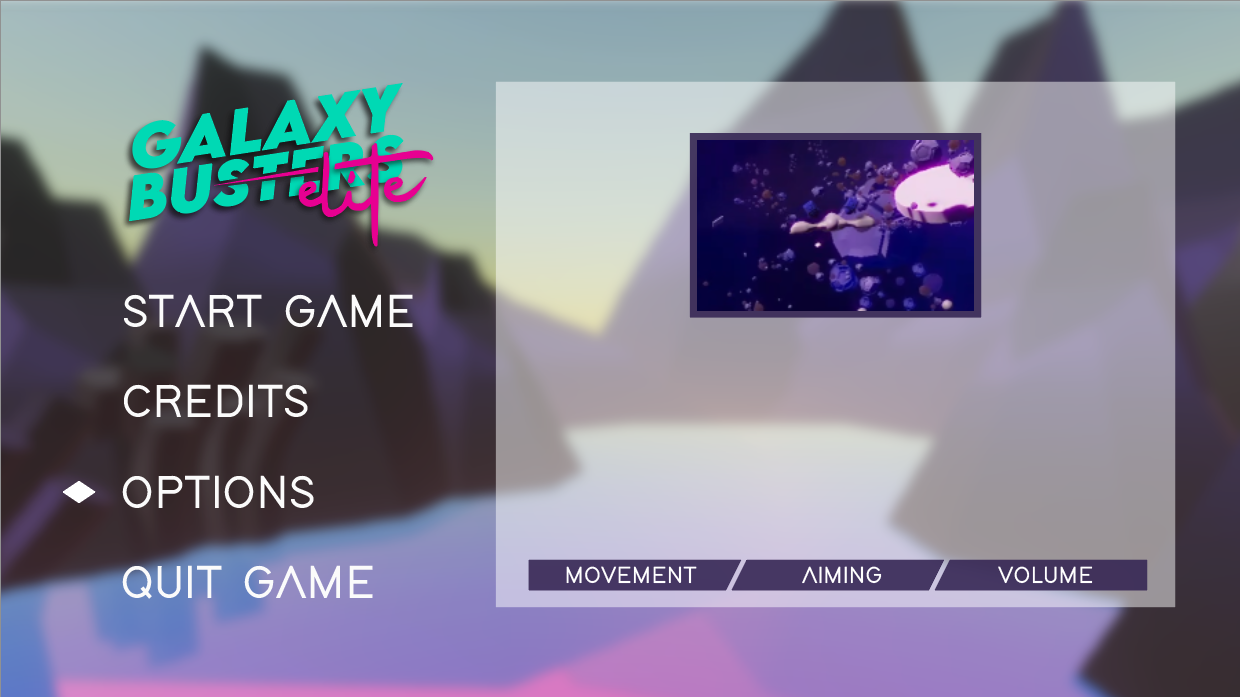 GALAXY
BUSTERS
elite
START GAME
CREDITS
OPTIONS
QUIT GAME
MOVEMENT
AIMING
VOLUME